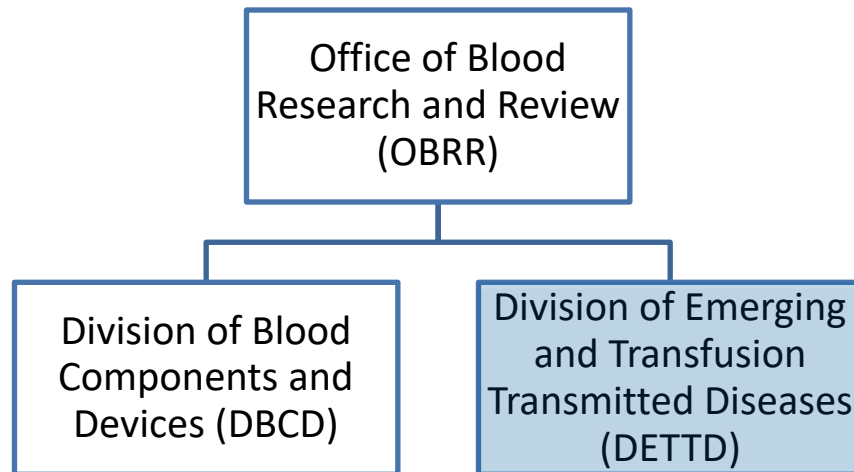 Office of Blood
Research and Review
(OBRR)
Division of Blood
Components and
Devices (DBCD)
Division of Emerging
and Transfusion
Transmitted Diseases
(DETTD)